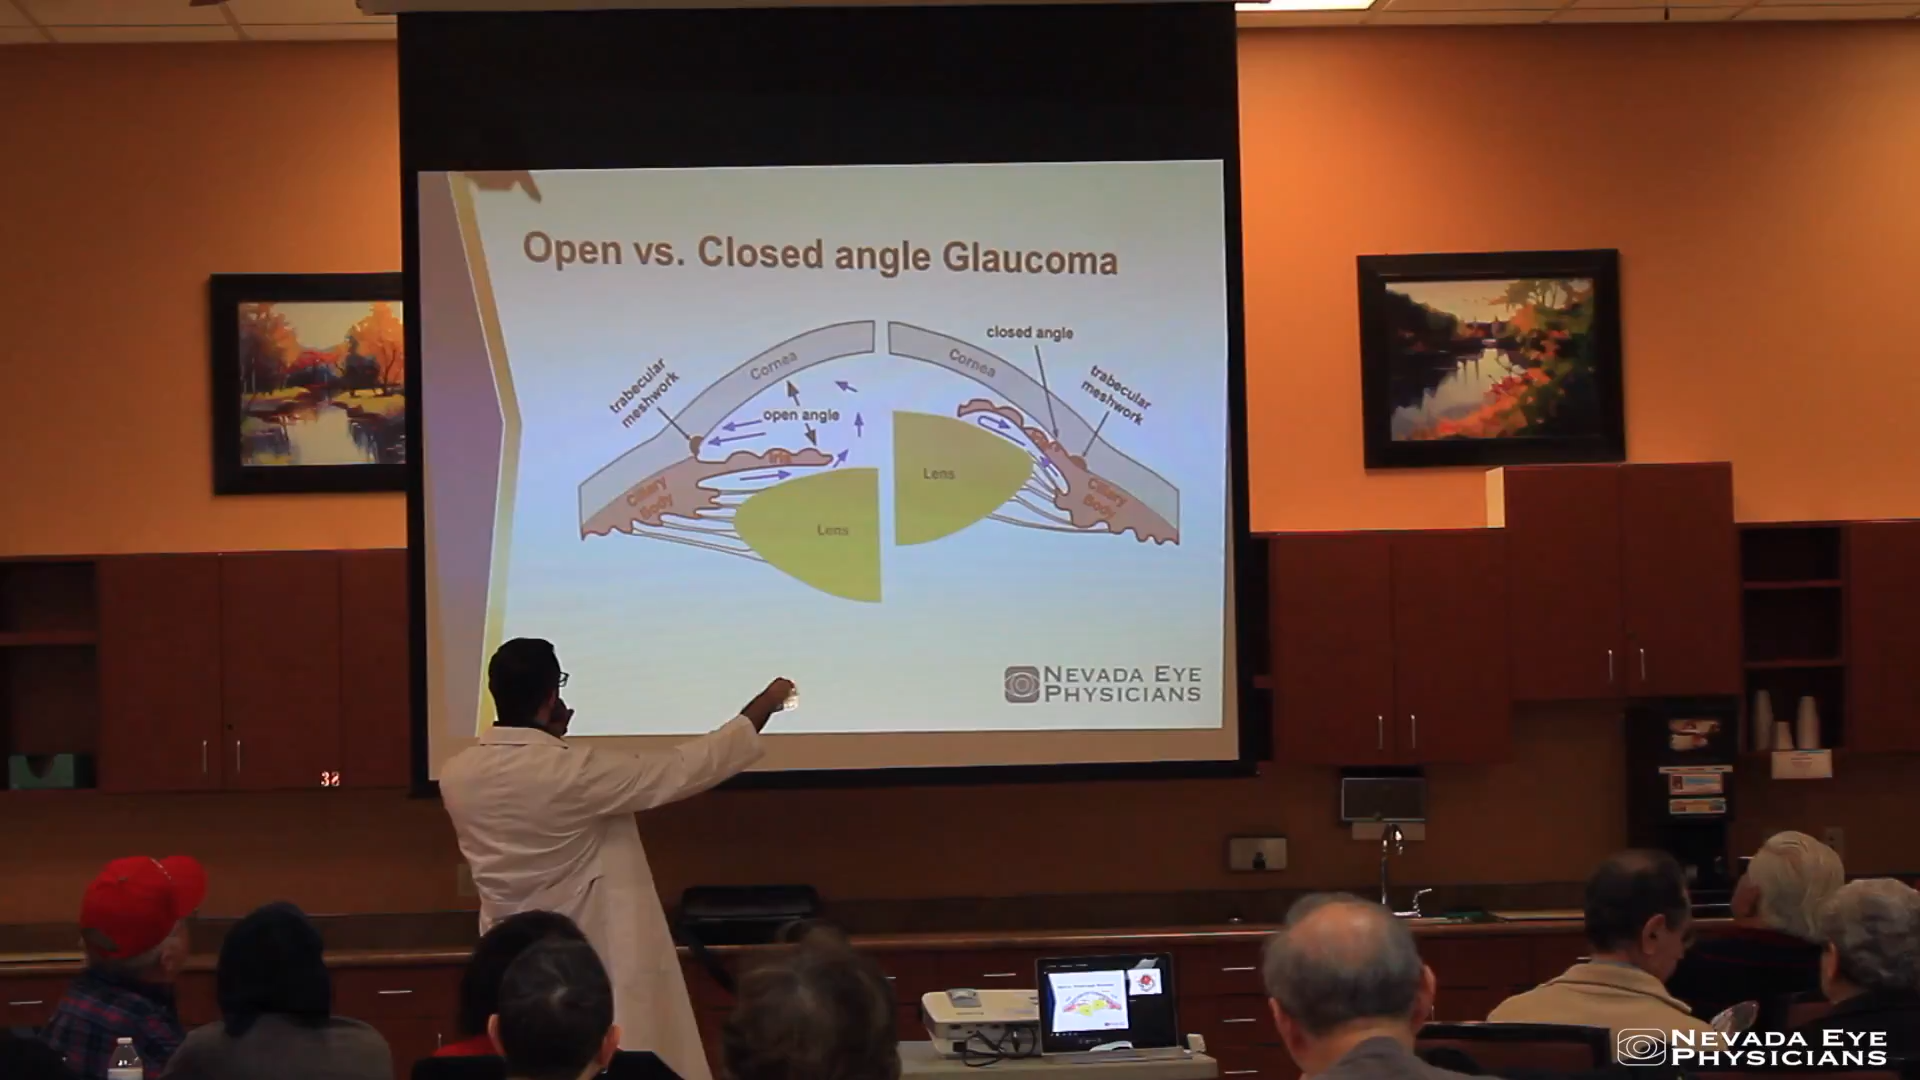 Open vs. Closed angle Glaucoma
closed angle
Cornea
Cornea
trabecular
meshwork
trabecular
meshwork
open angle
Iris
Lens
Ciliary
Body
Ciliary
Body
Lens
NEVADA EYE
PHYSICIANS
38
NEVADA EYE
PHYSICIANS